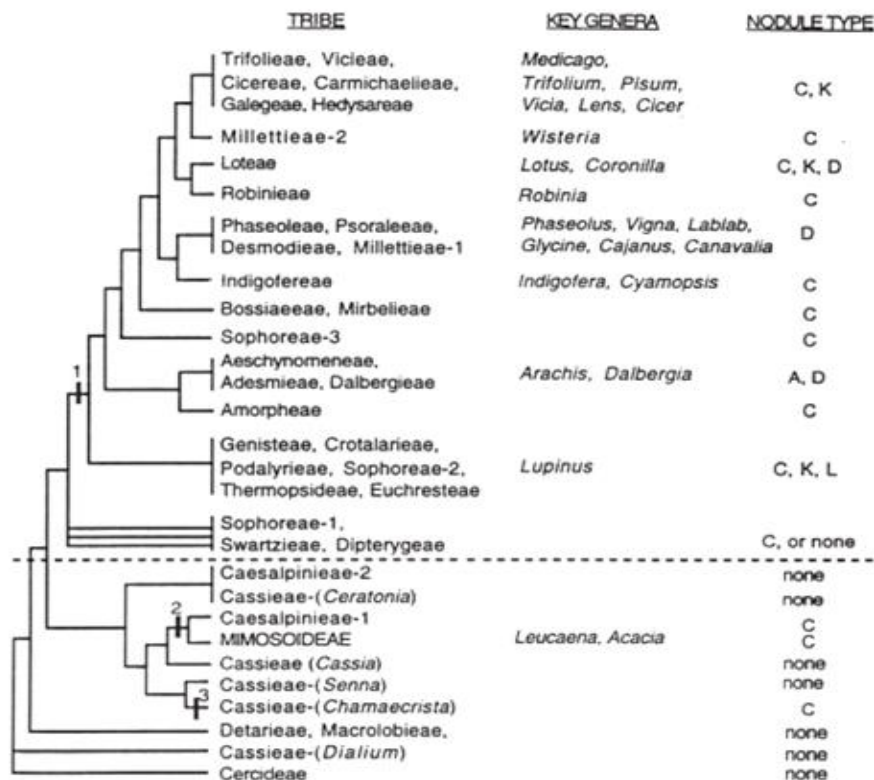 TRIBE KEY GENERA NODULE TYPE
Trifolieae, Vicieae, Medicago,
Cicereae, Carmichaelieae, Trifolium, Pisum, C, K
Galegeae, Hedysareae Vicia, Lens, Cicer
Millettieae-2 Wisteria C
Loteae Lotus, Coronilla C, K, D
Robinieae Robinia C
Phaseoleae, Psoraleeae, Phaseolus, Vigna, Lablab, D
Desmodieae, Millettieae-1 Glycine, Cajanus, Canavalia
Indigofereae Indigofera, Cyamopsis C
Bossiaeeae, Mirbelieae C
Sophoreae-3 C
1
Aeschynomeneae,
Adesmieae, Dalbergieae Arachis, Dalbergia A, D
Amorpheae C
Genisteae, Crotalarieae,
Podalyrieae, Sophoreae-2, Lupinus C, K, L
Thermopsideae, Euchresteae
Sophoreae-1,
Swartzieae, Dipterygeae C, or none
Caesalpinieae-2 none
Cassieae-(Ceratonia) none
2
Caesalpinieae-1 C
MIMOSOIDEAE Leucaena, Acacia C
Cassieae (Cassia) none
Cassieae-(Senna) none
3
Cassieae-(Chamaecrista) C
Detarieae, Macrolobieae, none
Cassieae-(Dialium) none
Cercideae none